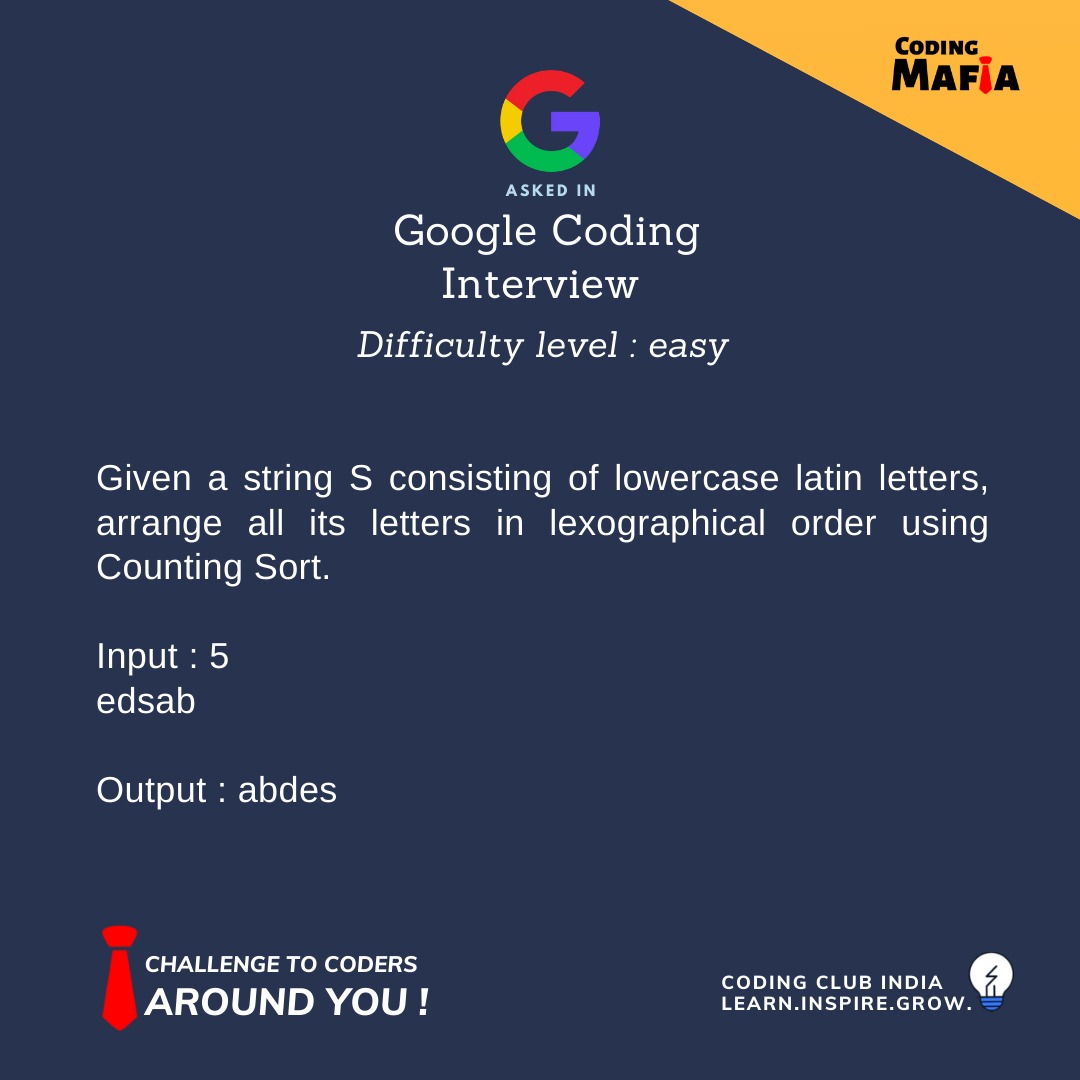 CODING
MAFIA
ASKED IN
Google Coding
Interview
Difficulty level : easy
Given a string S consisting of lowercase latin letters,
arrange all its letters in lexographical order using
Counting Sort.
Input : 5
edsab
Output : abdes
CHALLENGE TO CODERS
AROUND YOU !
CODING CLUB INDIA
LEARN.INSPIRE.GROW.